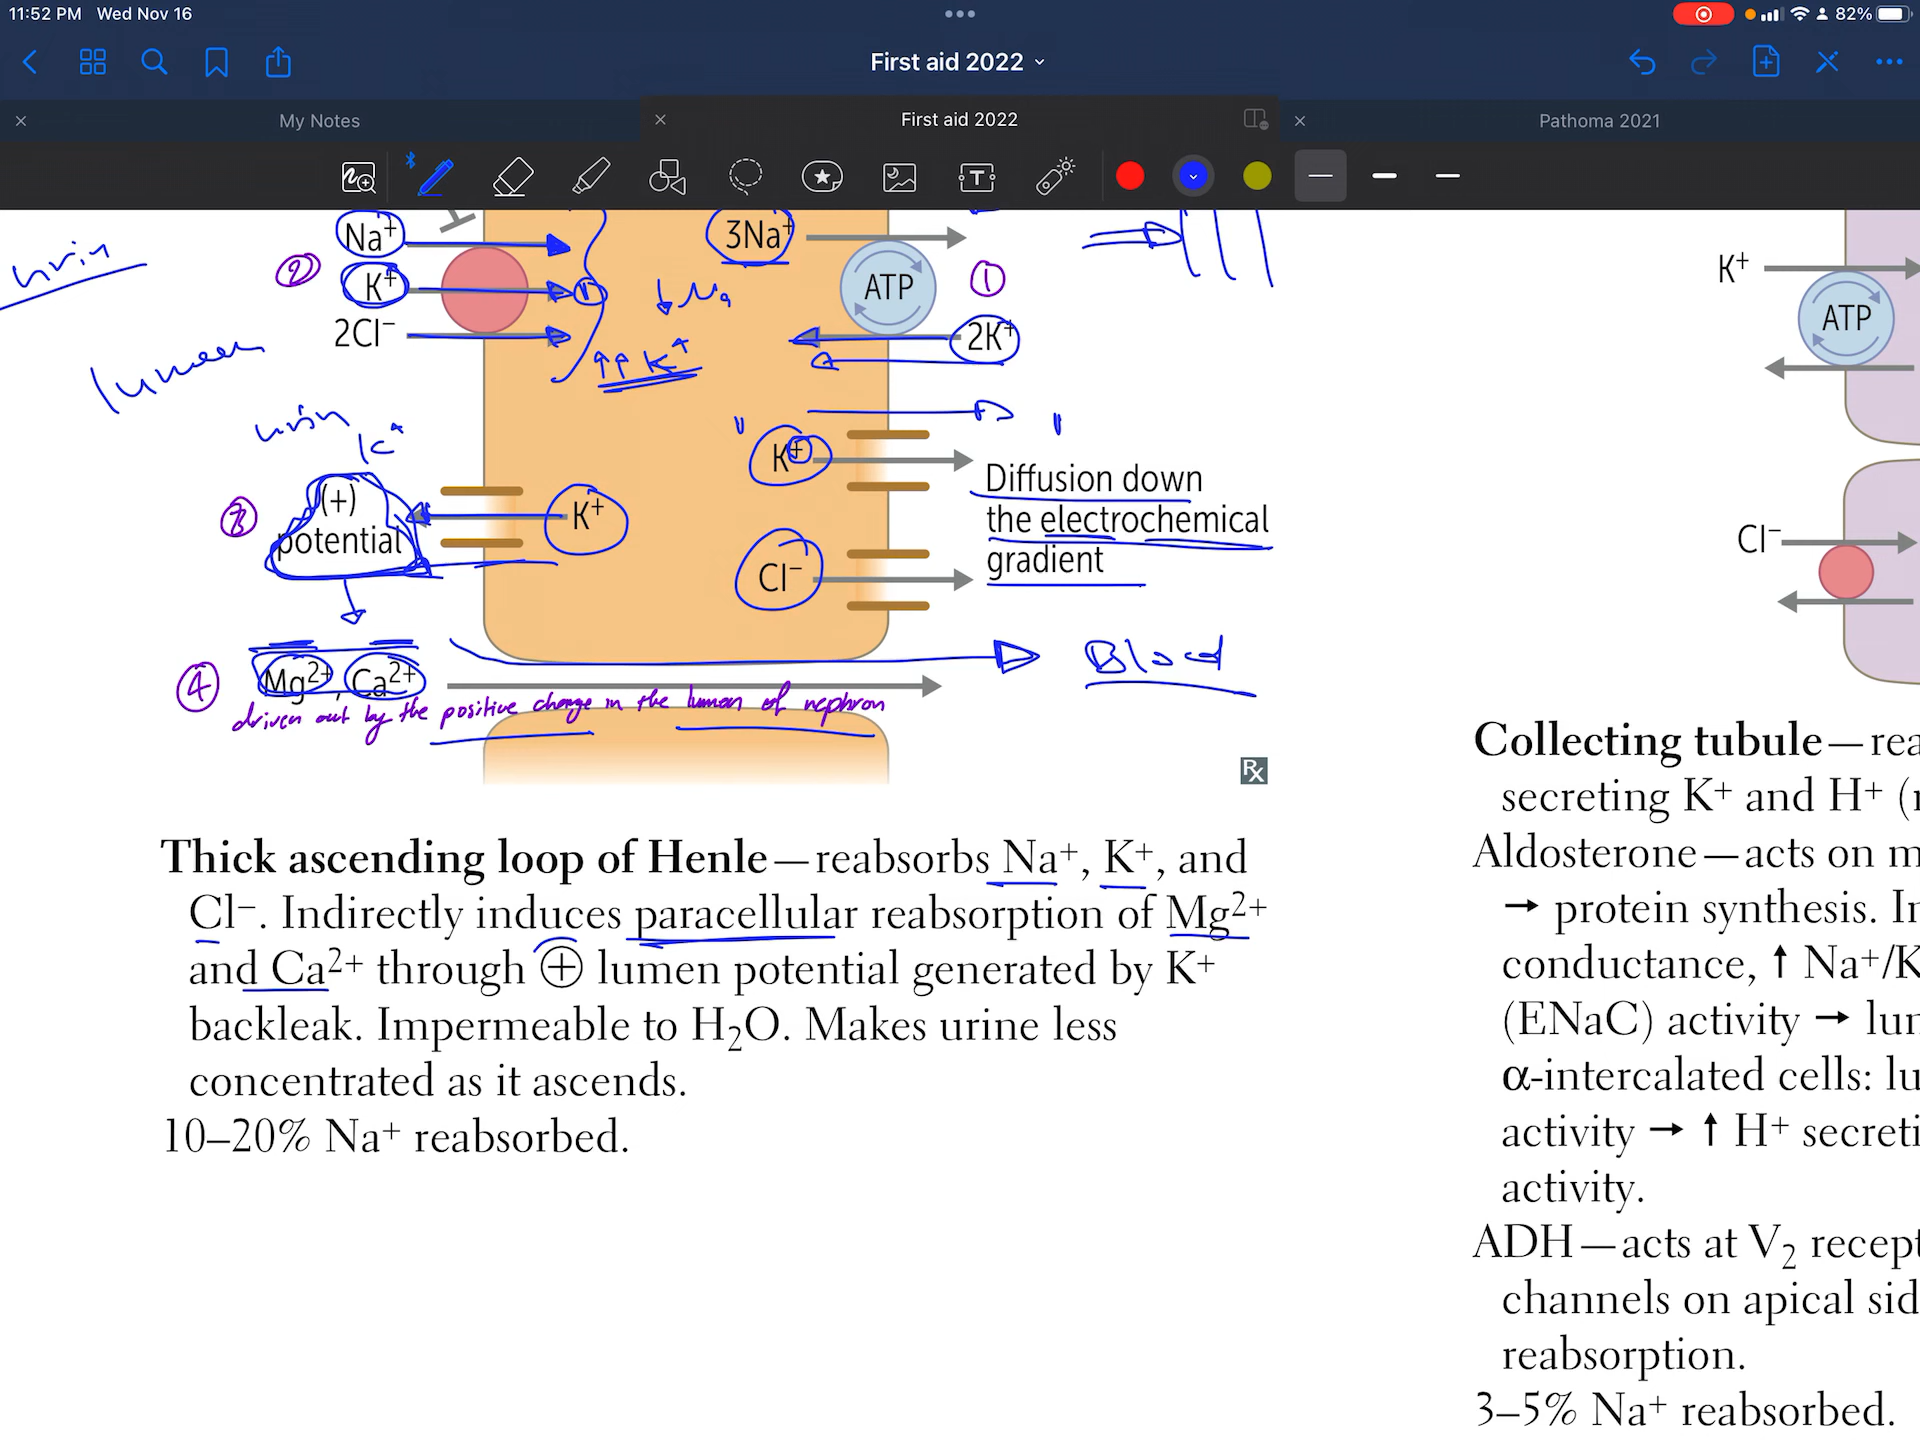 11:52 PM Wed Nov 16
82%
First aid 2022
My Notes
First aid 2022
Pathoma 2021
urin
lumeen
Na⁺
② K⁺
2Cl⁻
↓ Na
↑↑ K⁺
3Na⁺
ATP
①
2K⁺
urin
K⁺
③ (+)
potential
K⁺
K⁺
Cl⁻
Diffusion down
the electrochemical
gradient
④ Mg²⁺, Ca²⁺
Blood
driven out by the positive charge in the lumen of nephron
Rx
Thick ascending loop of Henle—reabsorbs Na⁺, K⁺, and
Cl⁻. Indirectly induces paracellular reabsorption of Mg²⁺
and Ca²⁺ through ⊕ lumen potential generated by K⁺
backleak. Impermeable to H₂O. Makes urine less
concentrated as it ascends.
10–20% Na⁺ reabsorbed.
K⁺
ATP
Cl⁻
Collecting tubule—rea
secreting K⁺ and H⁺ (r
Aldosterone—acts on m
→ protein synthesis. In
conductance, ↑ Na⁺/K
(ENaC) activity → lum
α-intercalated cells: lu
activity → ↑ H⁺ secreti
activity.
ADH—acts at V₂ recept
channels on apical sid
reabsorption.
3–5% Na⁺ reabsorbed.